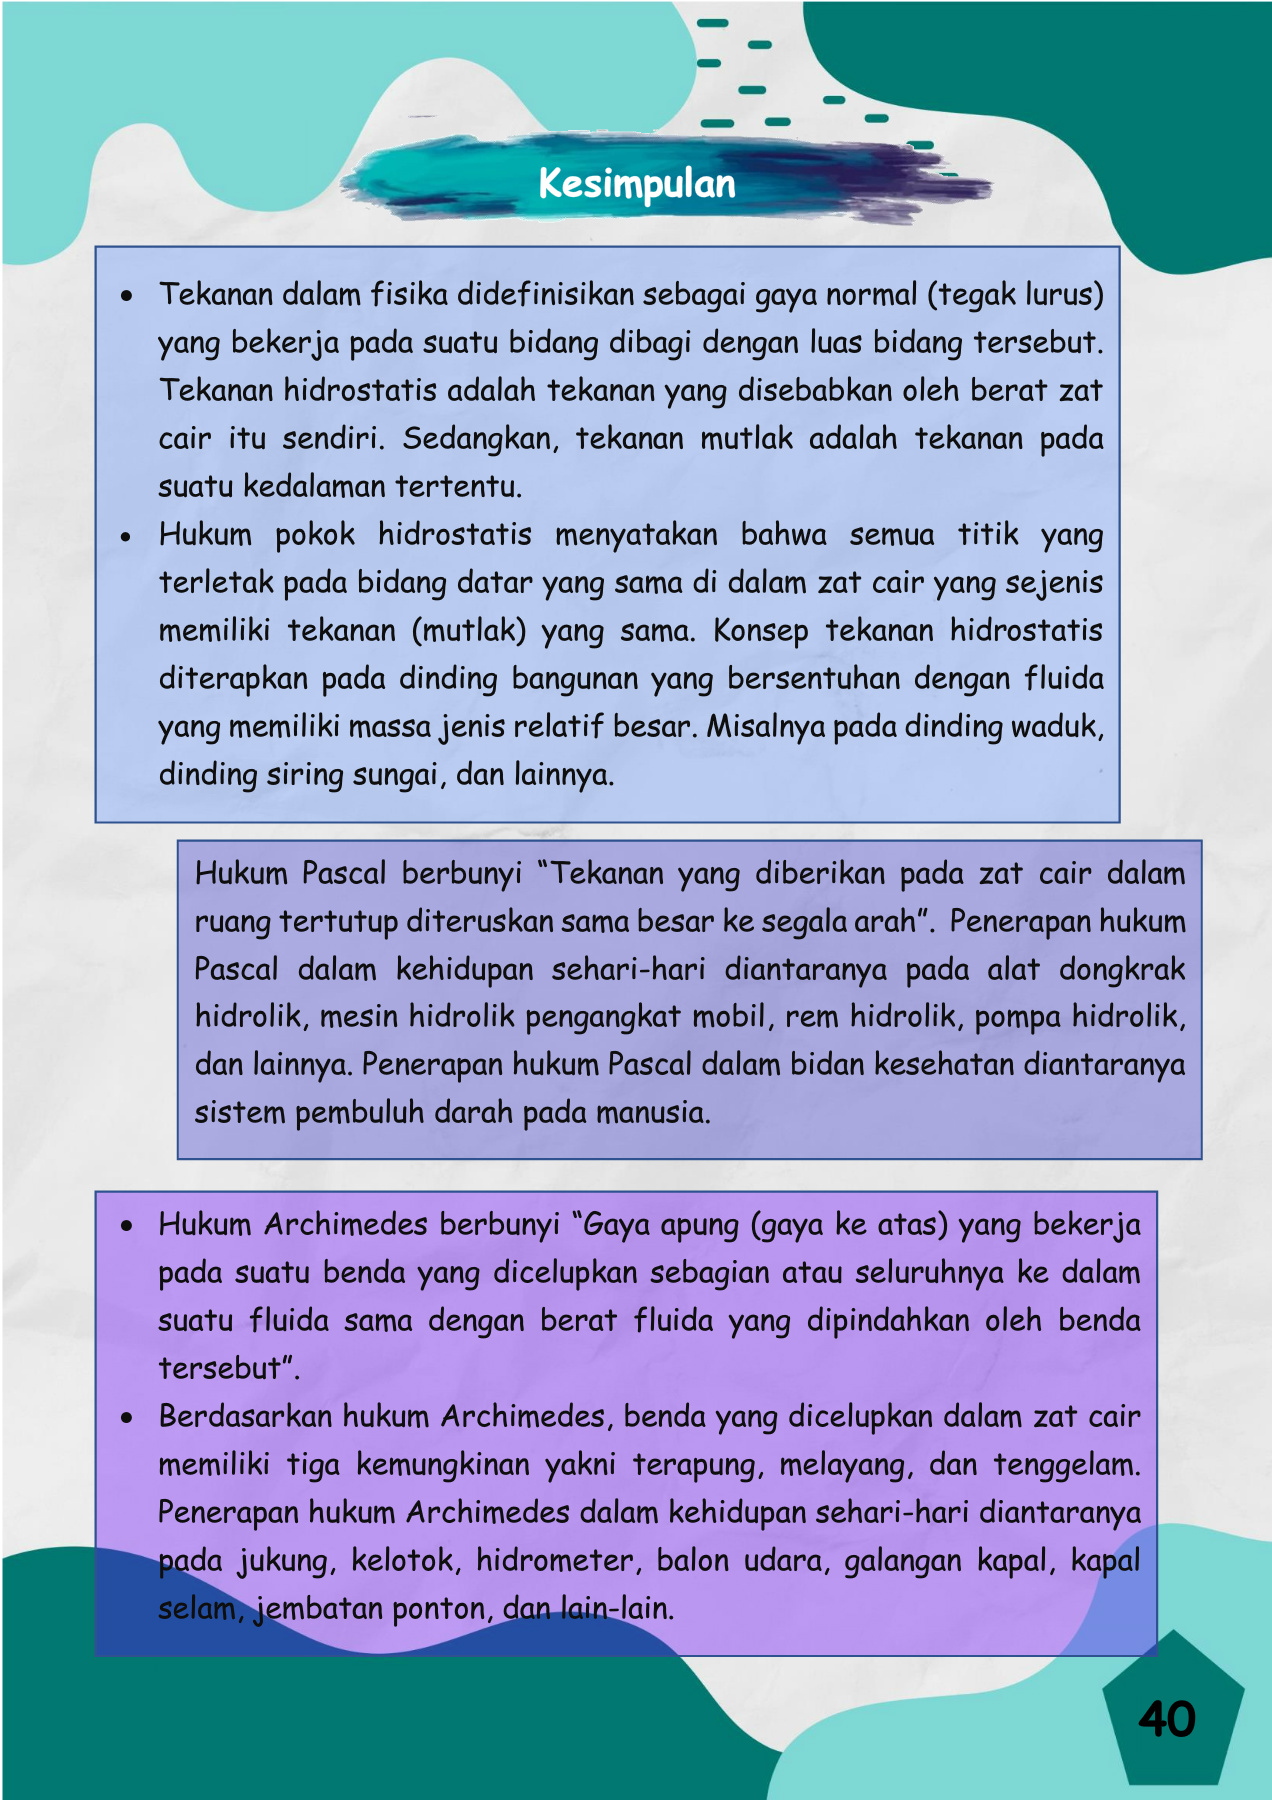 Kesimpulan
• Tekanan dalam fisika didefinisikan sebagai gaya normal (tegak lurus)
yang bekerja pada suatu bidang dibagi dengan luas bidang tersebut.
Tekanan hidrostatis adalah tekanan yang disebabkan oleh berat zat
cair itu sendiri. Sedangkan, tekanan mutlak adalah tekanan pada
suatu kedalaman tertentu.
• Hukum pokok hidrostatis menyatakan bahwa semua titik yang
terletak pada bidang datar yang sama di dalam zat cair yang sejenis
memiliki tekanan (mutlak) yang sama. Konsep tekanan hidrostatis
diterapkan pada dinding bangunan yang bersentuhan dengan fluida
yang memiliki massa jenis relatif besar. Misalnya pada dinding waduk,
dinding siring sungai, dan lainnya.
Hukum Pascal berbunyi “Tekanan yang diberikan pada zat cair dalam
ruang tertutup diteruskan sama besar ke segala arah”. Penerapan hukum
Pascal dalam kehidupan sehari-hari diantaranya pada alat dongkrak
hidrolik, mesin hidrolik pengangkat mobil, rem hidrolik, pompa hidrolik,
dan lainnya. Penerapan hukum Pascal dalam bidan kesehatan diantaranya
sistem pembuluh darah pada manusia.
• Hukum Archimedes berbunyi “Gaya apung (gaya ke atas) yang bekerja
pada suatu benda yang dicelupkan sebagian atau seluruhnya ke dalam
suatu fluida sama dengan berat fluida yang dipindahkan oleh benda
tersebut”.
• Berdasarkan hukum Archimedes, benda yang dicelupkan dalam zat cair
memiliki tiga kemungkinan yakni terapung, melayang, dan tenggelam.
Penerapan hukum Archimedes dalam kehidupan sehari-hari diantaranya
pada jukung, kelotok, hidrometer, balon udara, galangan kapal, kapal
selam, jembatan ponton, dan lain-lain.
40